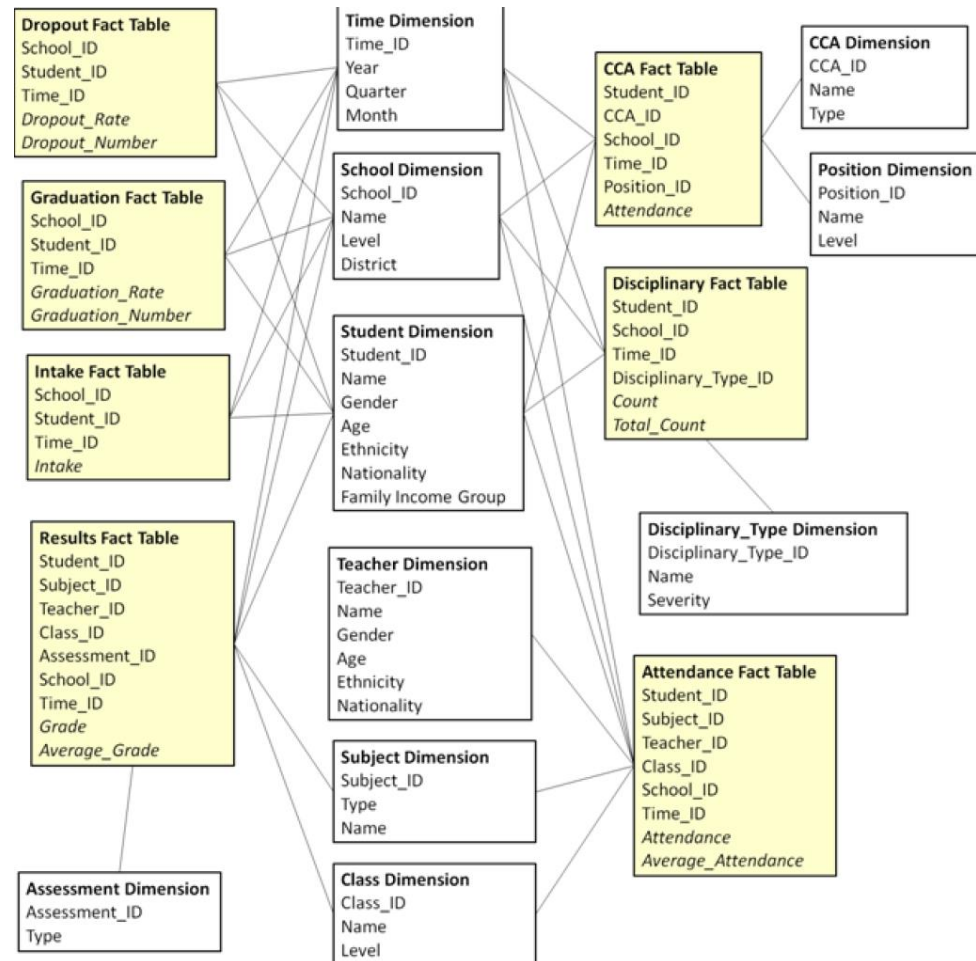 Dropout Fact Table
School_ID
Student_ID
Time_ID
Dropout_Rate
Dropout_Number
Graduation Fact Table
School_ID
Student_ID
Time_ID
Graduation_Rate
Graduation_Number
Intake Fact Table
School_ID
Student_ID
Time_ID
Intake
Results Fact Table
Student_ID
Subject_ID
Teacher_ID
Class_ID
Assessment_ID
School_ID
Time_ID
Grade
Average_Grade
Assessment Dimension
Assessment_ID
Type
Time Dimension
Time_ID
Year
Quarter
Month
School Dimension
School_ID
Name
Level
District
Student Dimension
Student_ID
Name
Gender
Age
Ethnicity
Nationality
Family Income Group
Teacher Dimension
Teacher_ID
Name
Gender
Age
Ethnicity
Nationality
Subject Dimension
Subject_ID
Type
Name
Class Dimension
Class_ID
Name
Level
CCA Fact Table
Student_ID
CCA_ID
School_ID
Time_ID
Position_ID
Attendance
CCA Dimension
CCA_ID
Name
Type
Position Dimension
Position_ID
Name
Level
Disciplinary Fact Table
Student_ID
School_ID
Time_ID
Disciplinary_Type_ID
Count
Total_Count
Disciplinary_Type Dimension
Disciplinary_Type_ID
Name
Severity
Attendance Fact Table
Student_ID
Subject_ID
Teacher_ID
Class_ID
School_ID
Time_ID
Attendance
Average_Attendance